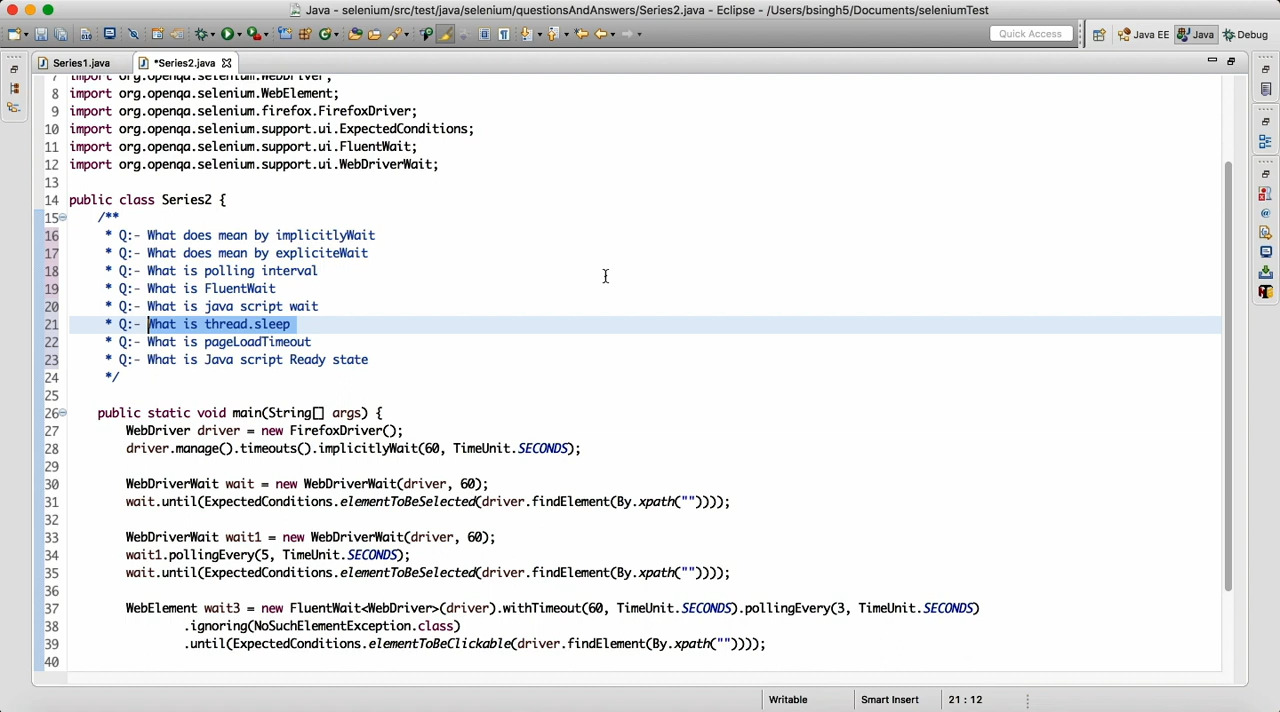 Java - selenium/src/test/java/selenium/questionsAndAnswers/Series2.java - Eclipse - /Users/bsingh5/Documents/seleniumTest
Quick Access
Java EE
Java
Debug
Series1.java
*Series2.java
7 import org.openqa.selenium.WebDriver;
8 import org.openqa.selenium.WebElement;
9 import org.openqa.selenium.firefox.FirefoxDriver;
10 import org.openqa.selenium.support.ui.ExpectedConditions;
11 import org.openqa.selenium.support.ui.FluentWait;
12 import org.openqa.selenium.support.ui.WebDriverWait;
13
14 public class Series2 {
15 /**
16 * Q:- What does mean by implicitlyWait
17 * Q:- What does mean by expliciteWait
18 * Q:- What is polling interval
19 * Q:- What is FluentWait
20 * Q:- What is java script wait
21 * Q:- What is thread.sleep
22 * Q:- What is pageLoadTimeout
23 * Q:- What is Java script Ready state
24 */
25
26 public static void main(String[] args) {
27 WebDriver driver = new FirefoxDriver();
28 driver.manage().timeouts().implicitlyWait(60, TimeUnit.SECONDS);
29
30 WebDriverWait wait = new WebDriverWait(driver, 60);
31 wait.until(ExpectedConditions.elementToBeSelected(driver.findElement(By.xpath(""))));
32
33 WebDriverWait wait1 = new WebDriverWait(driver, 60);
34 wait1.pollingEvery(5, TimeUnit.SECONDS);
35 wait.until(ExpectedConditions.elementToBeSelected(driver.findElement(By.xpath(""))));
36
37 WebElement wait3 = new FluentWait<WebDriver>(driver).withTimeout(60, TimeUnit.SECONDS).pollingEvery(3, TimeUnit.SECONDS)
38 .ignoring(NoSuchElementException.class)
39 .until(ExpectedConditions.elementToBeClickable(driver.findElement(By.xpath(""))));
40
Writable
Smart Insert
21 : 12